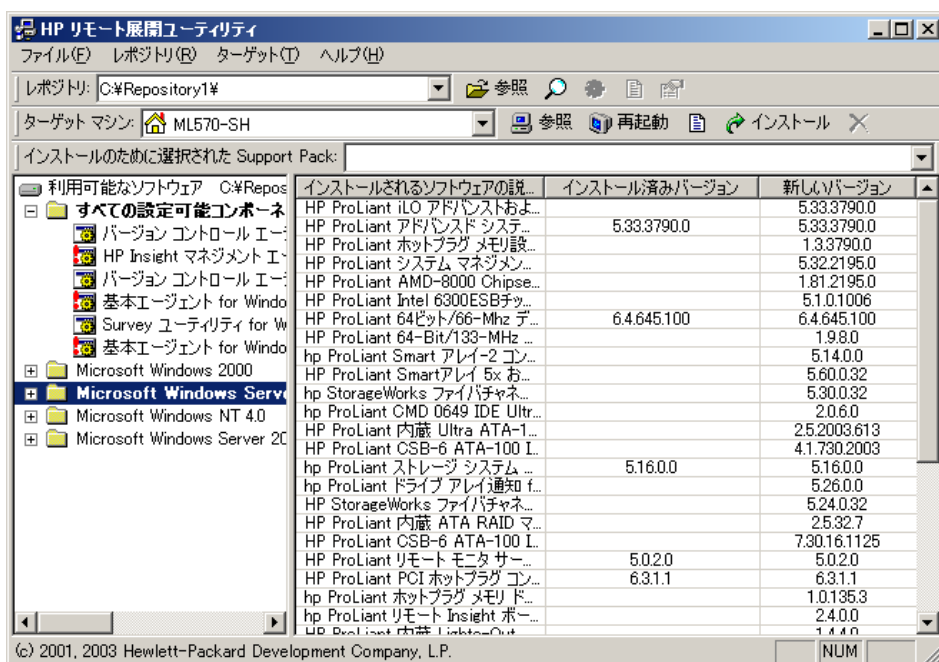 HP リモート展開ユーティリティ
ファイル(F) レポジトリ(R) ターゲット(T) ヘルプ(H)
レポジトリ: C:¥Repository1¥ 参照
ターゲット マシン: ML570-SH 参照 再起動 インストール
インストールのために選択された Support Pack:
利用可能なソフトウェア C:¥Repos
すべての設定可能コンポーネ
バージョン コントロール エー
HP Insight マネジメント エー
バージョン コントロール エー
基本エージェント for Windo
Survey ユーティリティ for W
基本エージェント for Windo
Microsoft Windows 2000
Microsoft Windows Serve
Microsoft Windows NT 4.0
Microsoft Windows Server 20
インストールされるソフトウェアの説... インストール済みバージョン 新しいバージョン
HP ProLiant iLO アドバンストおよ... 5.33.3790.0
HP ProLiant アドバンスド システ... 5.33.3790.0 5.33.3790.0
HP ProLiant ホットプラグ メモリ設... 1.3.3790.0
HP ProLiant システム マネジメン... 5.32.2195.0
HP ProLiant AMD-8000 Chipse... 1.81.2195.0
HP ProLiant Intel 6300ESBチッ... 5.1.0.1006
HP ProLiant 64ビット/66-Mhz デ... 6.4.645.100 6.4.645.100
HP ProLiant 64-Bit/133-MHz ... 1.9.8.0
hp ProLiant Smart アレイ-2 コン... 5.14.0.0
HP ProLiant Smartアレイ 5x お... 5.60.0.32
hp StorageWorks ファイバチャネ... 5.30.0.32
hp ProLiant CMD 0649 IDE Ultr... 2.0.6.0
HP ProLiant 内蔵 Ultra ATA-1... 2.5.2003.613
HP ProLiant CSB-6 ATA-100 I... 4.1.730.2003
hp ProLiant ストレージ システム ... 5.16.0.0 5.16.0.0
hp ProLiant ドライブ アレイ通知 f... 5.26.0.0
HP StorageWorks ファイバチャネ... 5.24.0.32
HP ProLiant 内蔵 ATA RAID マ... 2.5.32.7
HP ProLiant CSB-6 ATA-100 I... 7.30.16.1125
HP ProLiant リモート モニタ サー... 5.0.2.0 5.0.2.0
HP ProLiant PCI ホットプラグ コン... 6.3.1.1 6.3.1.1
hp ProLiant ホットプラグ メモリ ド... 1.0.135.3
hp ProLiant リモート Insight ボー... 2.4.0.0
HP ProLiant 内蔵 Lights-Out 1.4.4.0
(c) 2001, 2003 Hewlett-Packard Development Company, L.P. NUM